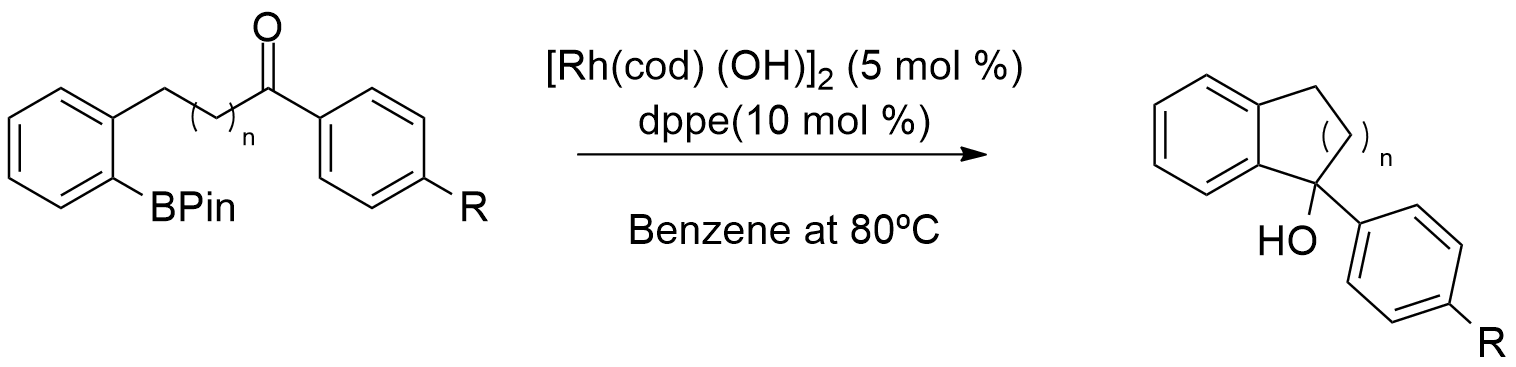 O
n
BPin
R
[Rh(cod) (OH)]2 (5 mol %)
dppe(10 mol %)
Benzene at 80ºC
n
HO
R